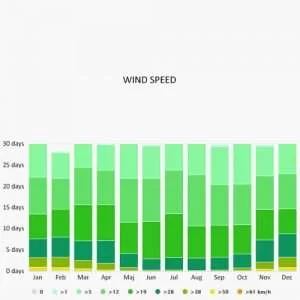 WIND SPEED
30 days
25 days
20 days
15 days
10 days
5 days
0 days
Jan Feb Mar Apr Maj Jun Jul Aug Sep Oct Nov Dec
0 >1 >5 >12 >19 >28 >38 >50 >61 km/h